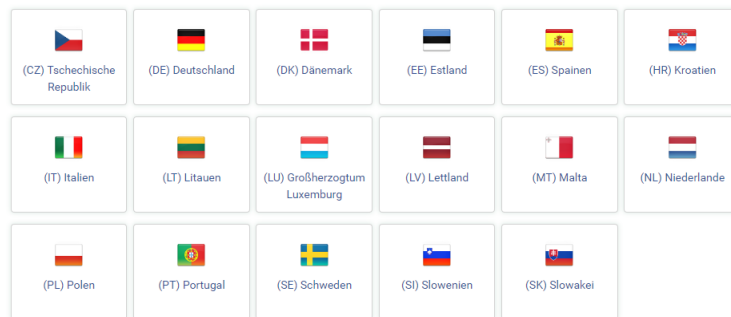 (CZ) Tschechische
Republik
(DE) Deutschland
(DK) Dänemark
(EE) Estland
(ES) Spainen
(HR) Kroatien
(IT) Italien
(LT) Litauen
(LU) Großherzogtum
Luxemburg
(LV) Lettland
(MT) Malta
(NL) Niederlande
(PL) Polen
(PT) Portugal
(SE) Schweden
(SI) Slowenien
(SK) Slowakei